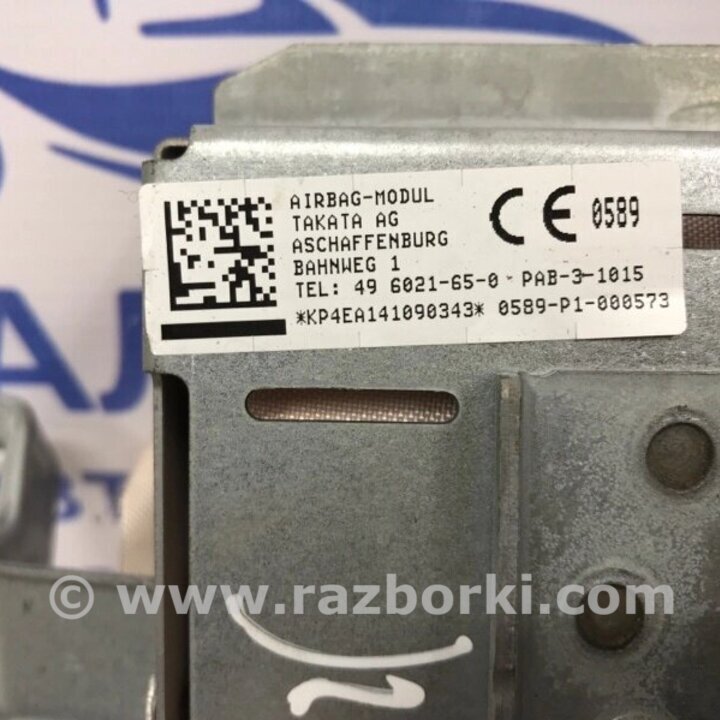 AIRBAG-MODUL
TAKATA AG
ASCHAFFENBURG
BAHNWEG 1
TEL: 49 6021-65-0 PAB-3-1015
*KP4EA141090343* 0589-P1-000573
CE 0589
© www.razborki.com